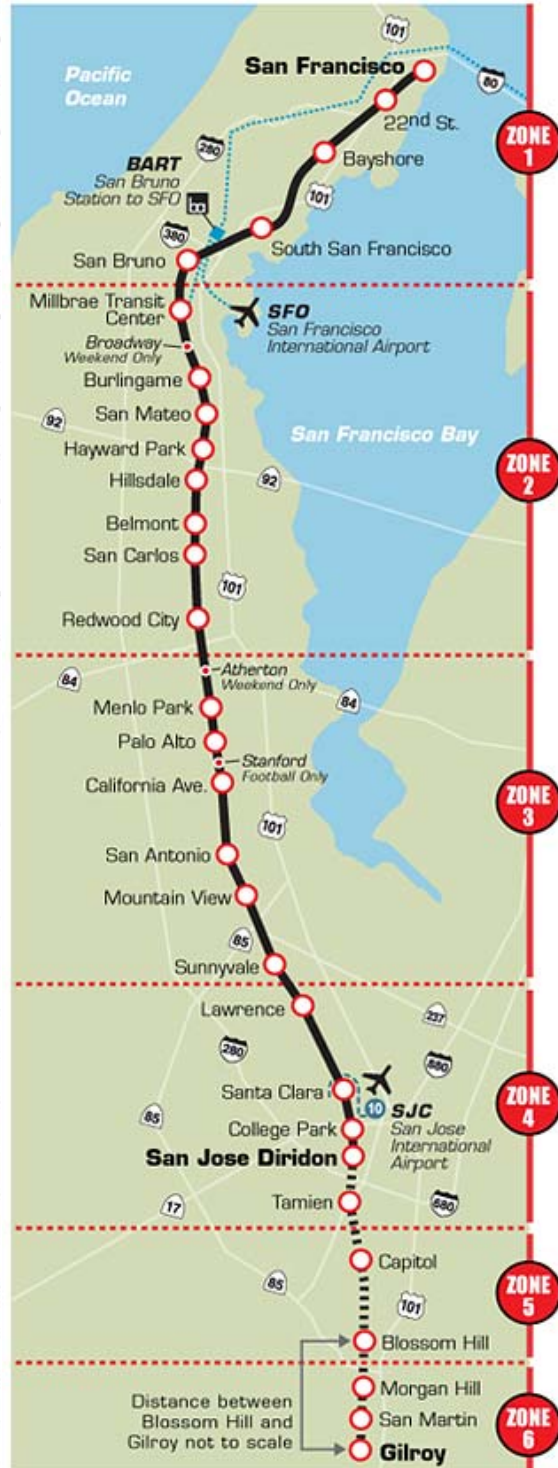 101
101
Pacific
Ocean
San Francisco
80
22nd St.
280
ZONE
1
BART
San Bruno
Station to SFO
Bayshore
101
380
South San Francisco
San Bruno
Millbrae Transit
Center
SFO
San Francisco
International Airport
Broadway
Weekend Only
Burlingame
San Mateo
92
San Francisco Bay
Hayward Park
ZONE
2
Hillsdale
92
Belmont
San Carlos
101
Redwood City
Atherton
Weekend Only
84
84
Menlo Park
Palo Alto
Stanford
Football Only
California Ave.
ZONE
3
101
San Antonio
Mountain View
85
Sunnyvale
Lawrence
237
280
880
Santa Clara
10
SJC
San Jose
International
Airport
ZONE
4
85
College Park
San Jose Diridon
Tamien
680
17
Capitol
85
101
ZONE
5
Blossom Hill
Distance between
Blossom Hill and
Gilroy not to scale
Morgan Hill
San Martin
Gilroy
ZONE
6